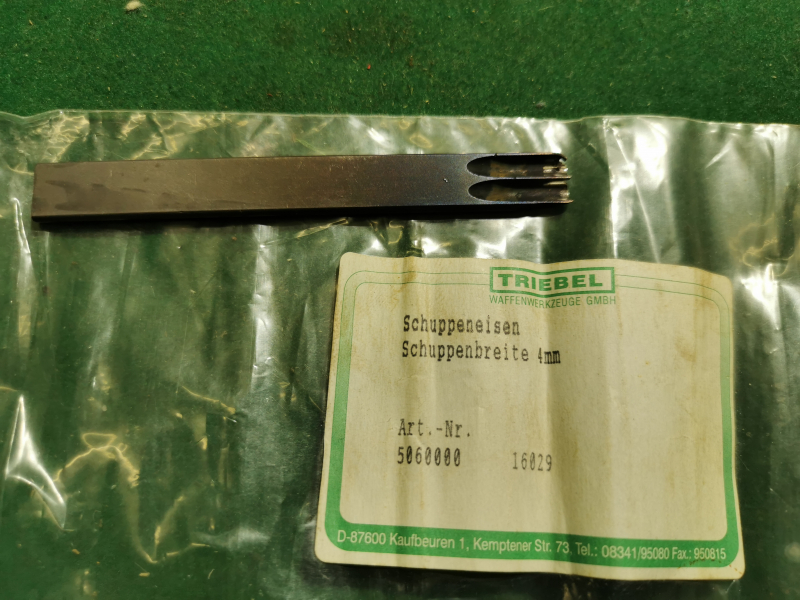 TRIEBEL
WAFFENWERKZEUGE GMBH
Schuppeneisen
Schuppenbreite 4mm
Art.-Nr.
5060000 16029
D-87600 Kaufbeuren 1, Kemptener Str. 73, Tel.: 08341/95080 Fax.: 950815